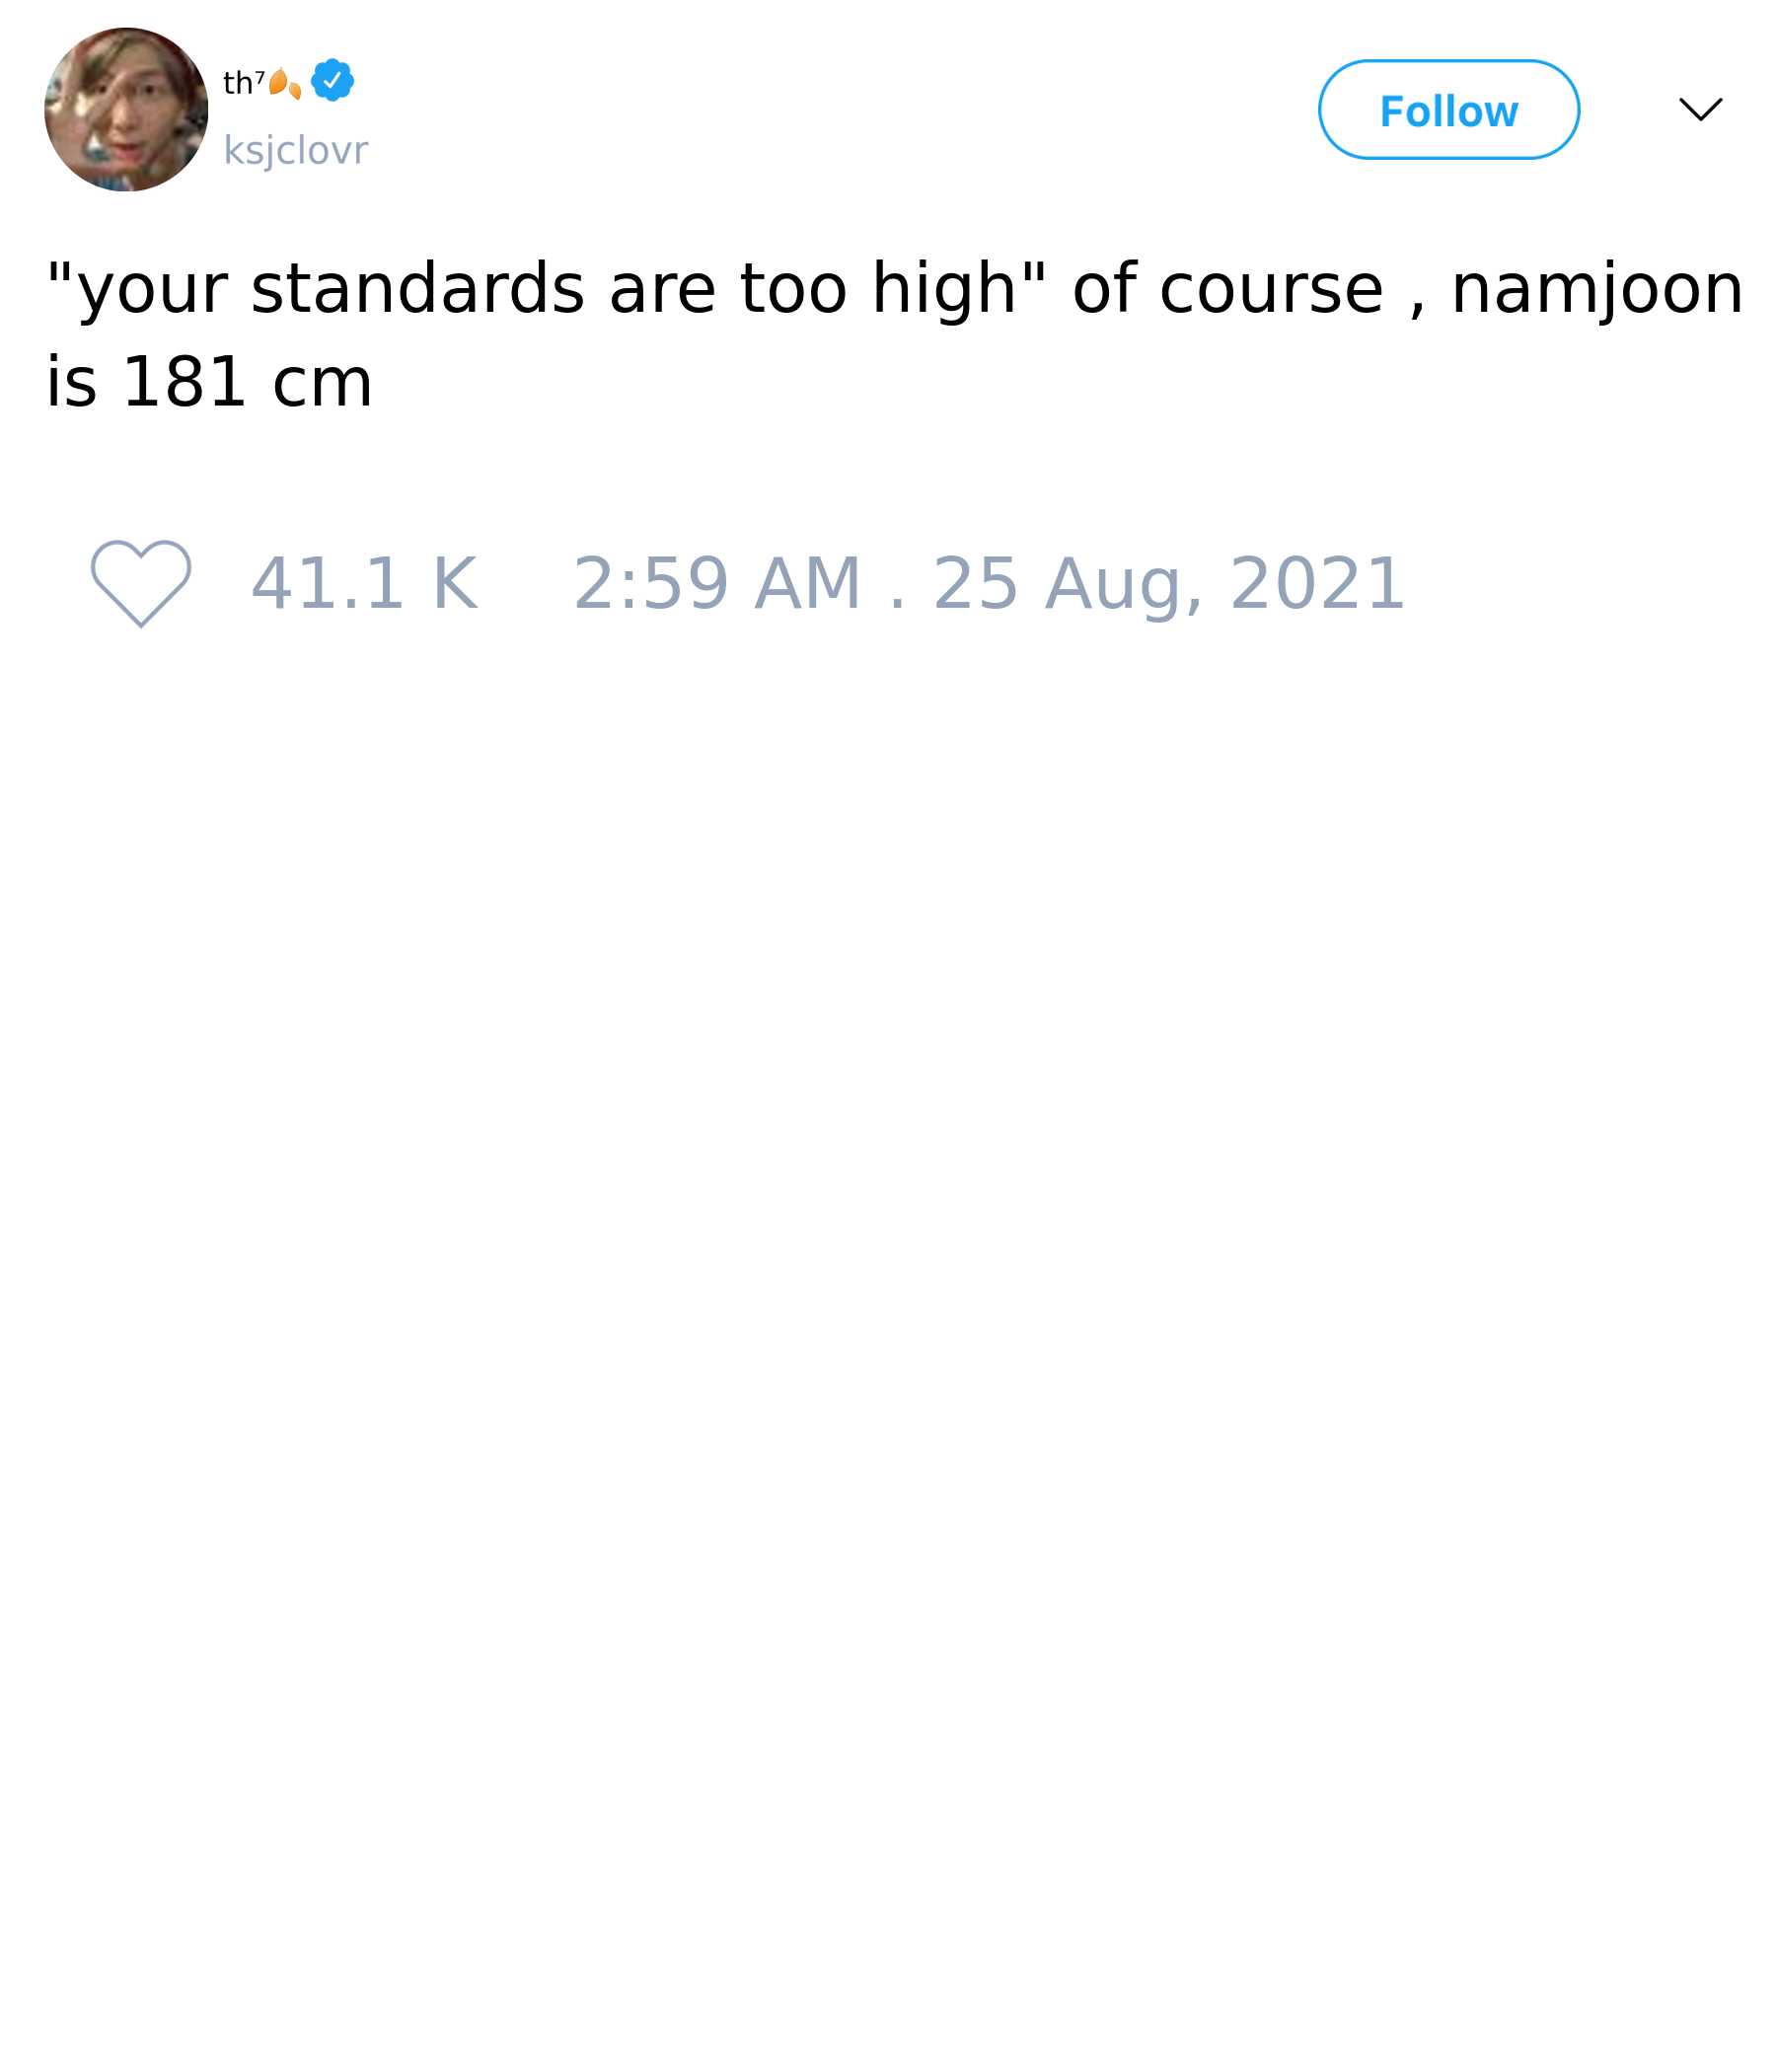 th⁷🍂
ksjclovr
Follow
"your standards are too high" of course , namjoon
is 181 cm
41.1 K 2:59 AM . 25 Aug, 2021